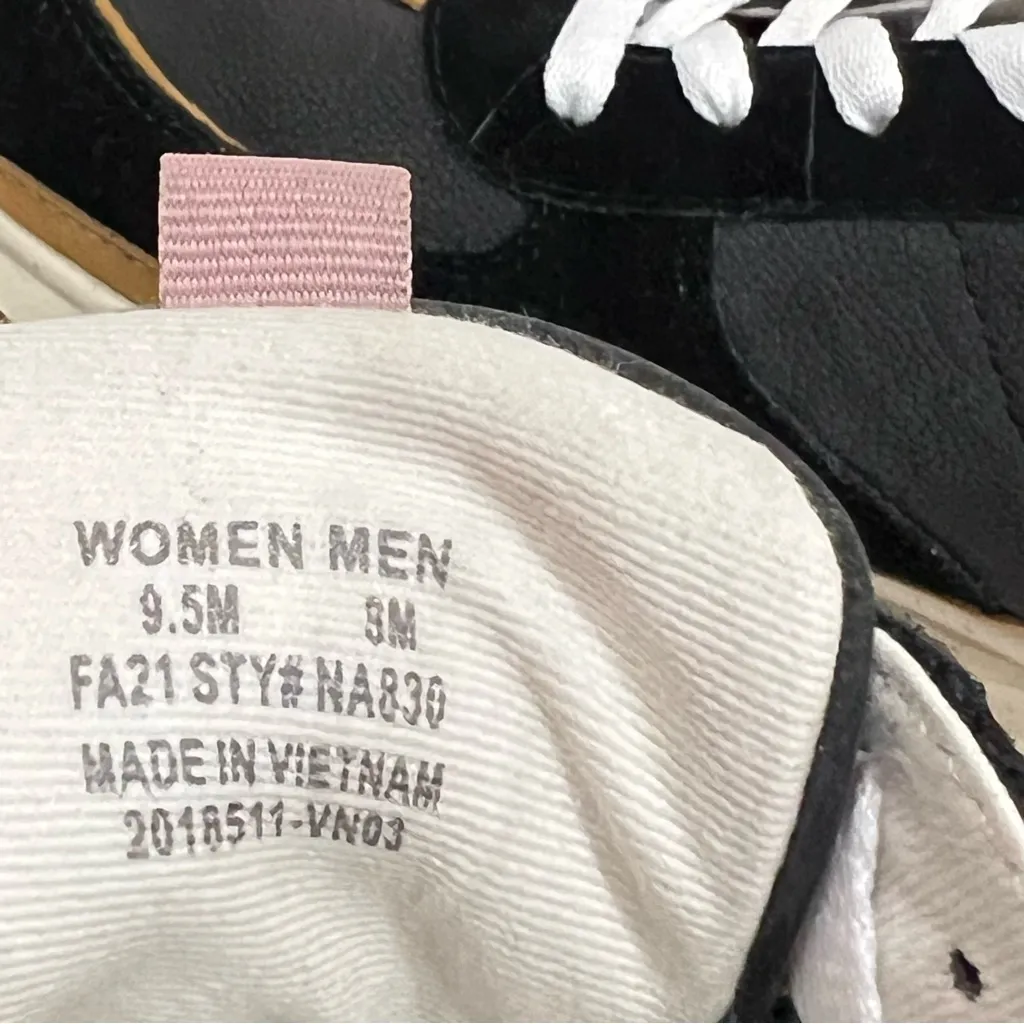 WOMEN MEN
9.5M 8M
FA21 STY# NA830
MADE IN VIETNAM
2018511-VN03